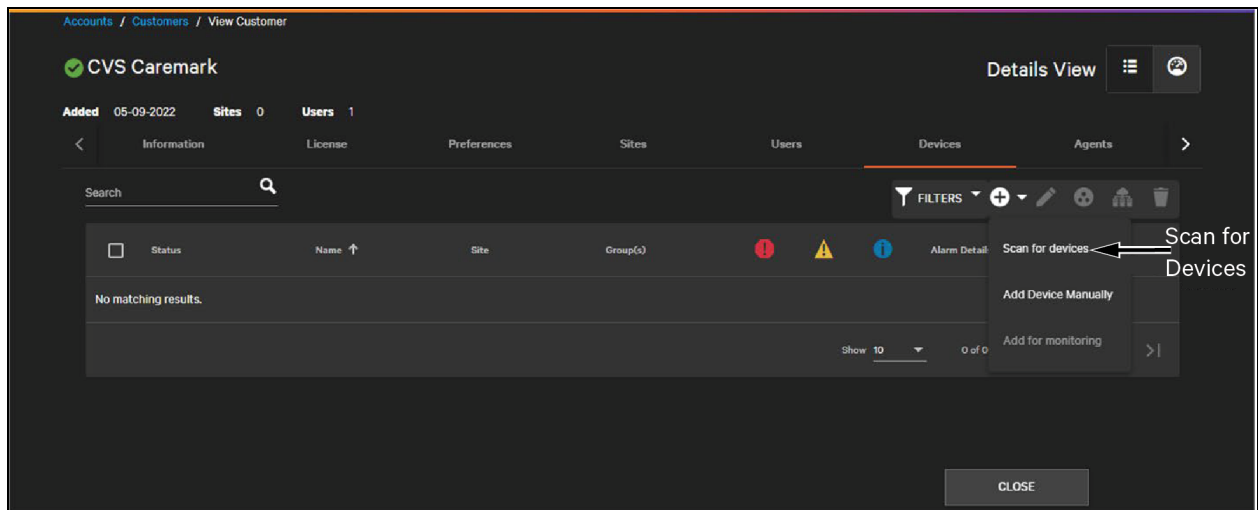 Accounts / Customers / View Customer
CVS Caremark
Details View
Added 05-09-2022 Sites 0 Users 1
Information License Preferences Sites Users Devices Agents
Search
FILTERS
Status Name ↑ Site Group(s) Alarm Detail
Scan for devices
Scan for
Devices
No matching results.
Add Device Manually
Show 10 0 of 0
Add for monitoring
CLOSE